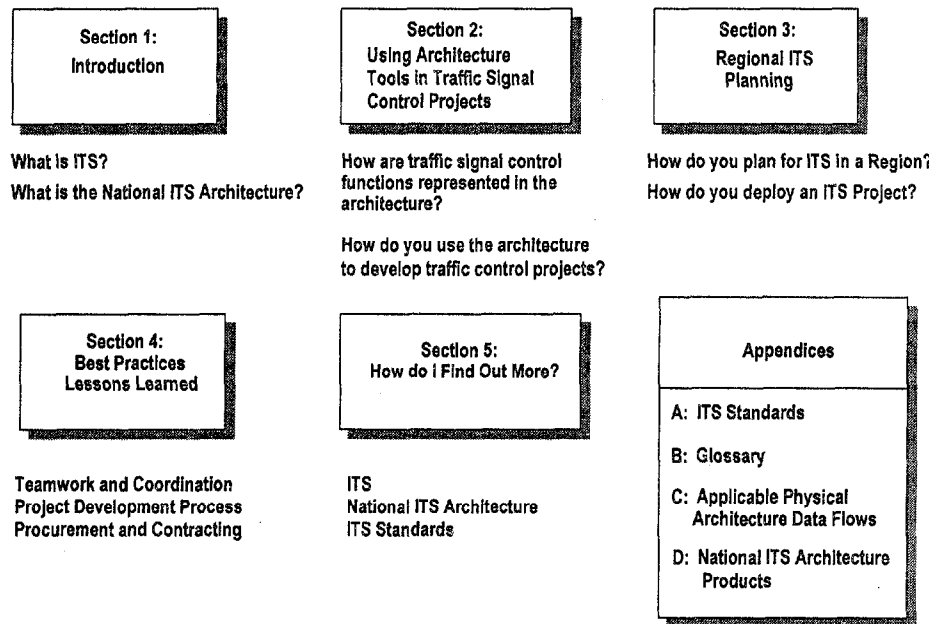 Section 1:
Introduction
What is ITS?
What is the National ITS Architecture?
Section 2:
Using Architecture
Tools in Traffic Signal
Control Projects
How are traffic signal control
functions represented in the
architecture?
How do you use the architecture
to develop traffic control projects?
Section 3:
Regional ITS
Planning
How do you plan for ITS in a Region?
How do you deploy an ITS Project?
Section 4:
Best Practices
Lessons Learned
Teamwork and Coordination
Project Development Process
Procurement and Contracting
Section 5:
How do I Find Out More?
ITS
National ITS Architecture
ITS Standards
Appendices
A: ITS Standards
B: Glossary
C: Applicable Physical
Architecture Data Flows
D: National ITS Architecture
Products